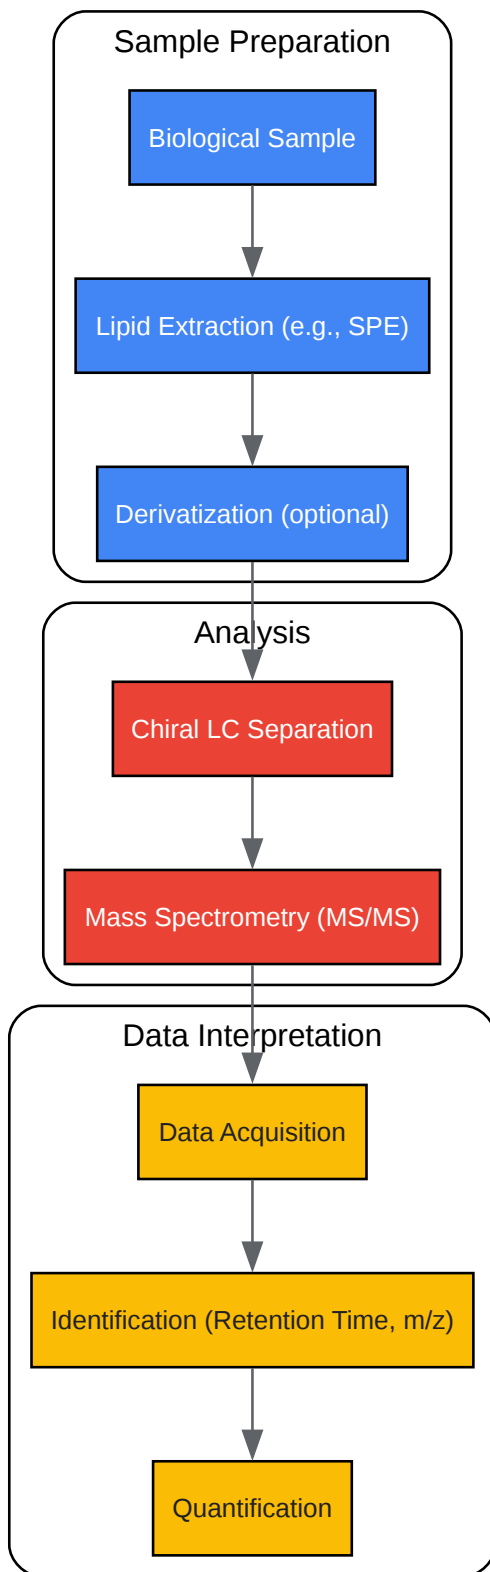 Sample Preparation
Biological Sample
Lipid Extraction (e.g., SPE)
Derivatization (optional)
Analysis
Chiral LC Separation
Mass Spectrometry (MS/MS)
Data Interpretation
Data Acquisition
Identification (Retention Time, m/z)
Quantification